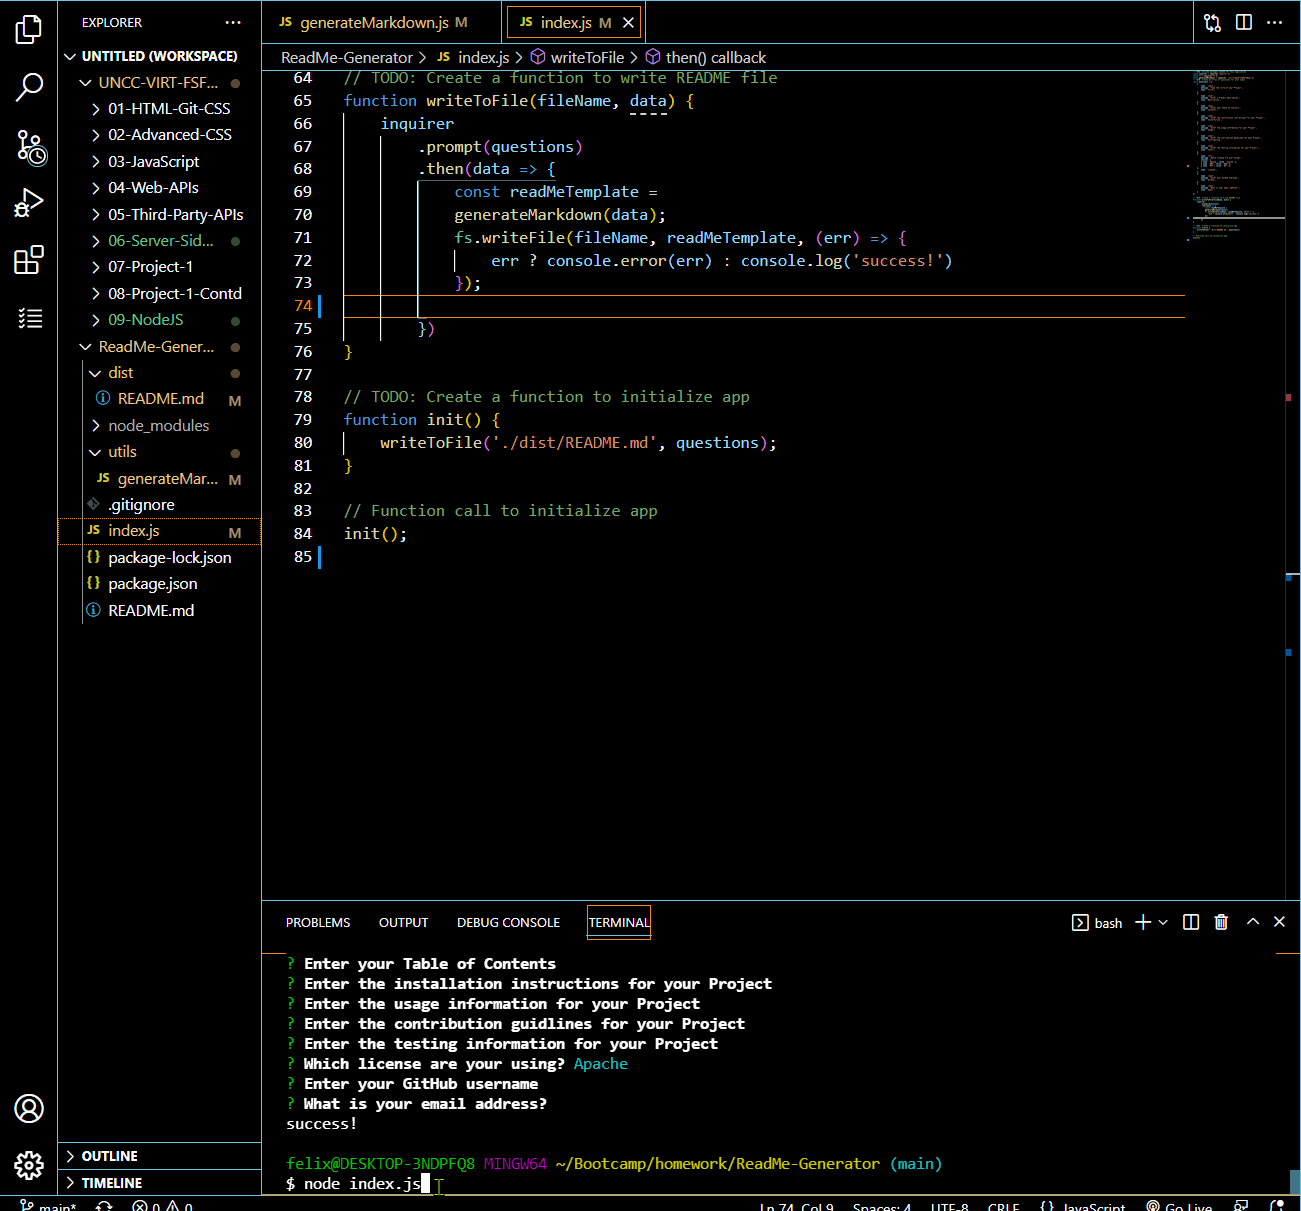 EXPLORER
UNTITLED (WORKSPACE)
UNCC-VIRT-FSF...
01-HTML-Git-CSS
02-Advanced-CSS
03-JavaScript
04-Web-APIs
05-Third-Party-APIs
06-Server-Sid...
07-Project-1
08-Project-1-Contd
09-NodeJS
ReadMe-Gener...
dist
README.md M
node_modules
utils
JS generateMar... M
.gitignore
JS index.js M
{} package-lock.json
{} package.json
README.md
OUTLINE
TIMELINE
JS generateMarkdown.js M
JS index.js M
ReadMe-Generator > JS index.js > writeToFile > then() callback
64 // TODO: Create a function to write README file
65 function writeToFile(fileName, data) {
66 inquirer
67 .prompt(questions)
68 .then(data => {
69 const readMeTemplate =
70 generateMarkdown(data);
71 fs.writeFile(fileName, readMeTemplate, (err) => {
72 err ? console.error(err) : console.log('success!')
73 });
74
75 })
76 }
77
78 // TODO: Create a function to initialize app
79 function init() {
80 writeToFile('./dist/README.md', questions);
81 }
82
83 // Function call to initialize app
84 init();
85
PROBLEMS OUTPUT DEBUG CONSOLE TERMINAL
bash
? Enter your Table of Contents
? Enter the installation instructions for your Project
? Enter the usage information for your Project
? Enter the contribution guidlines for your Project
? Enter the testing information for your Project
? Which license are your using? Apache
? Enter your GitHub username
? What is your email address?
success!
felix@DESKTOP-3NDPFQ8 MINGW64 ~/Bootcamp/homework/ReadMe-Generator (main)
$ node index.js
main* 0 0 Ln 74, Col 9 Spaces: 4 UTF-8 CRLF {} JavaScript Go Live